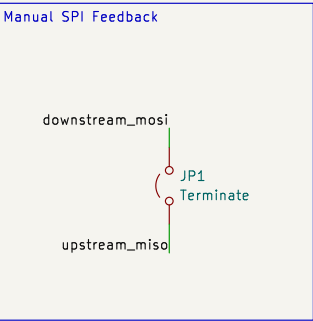 Manual SPI Feedback
downstream_mosi
JP1
Terminate
upstream_miso